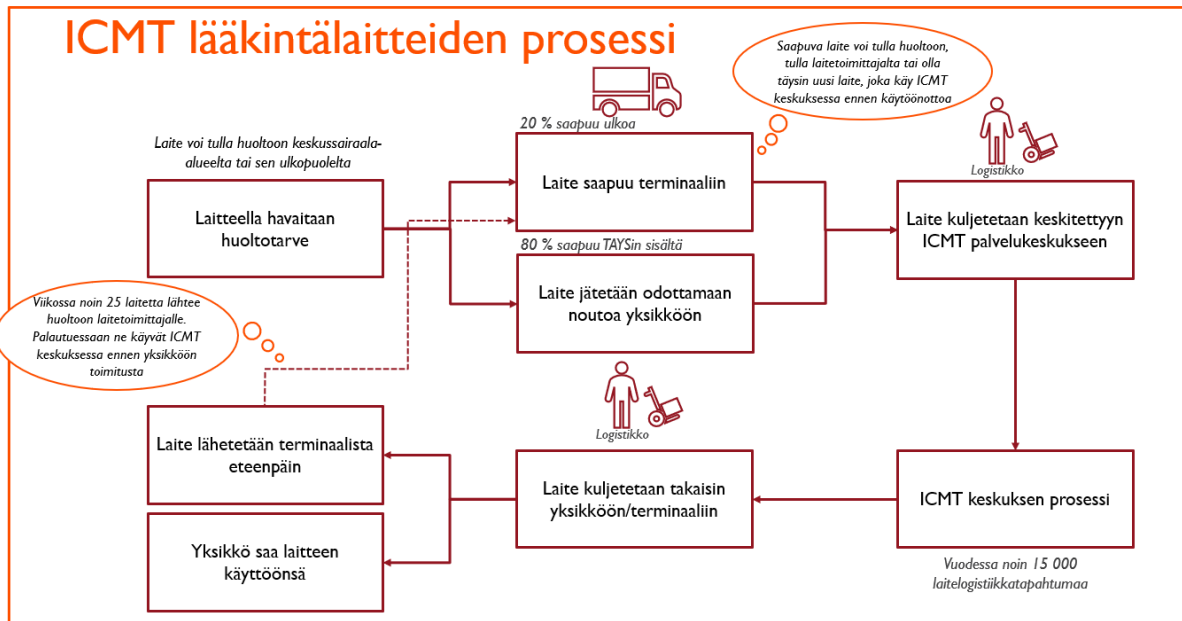 ICMT lääkintälaitteiden prosessi
Saapuva laite voi tulla huoltoon,
tulla laitetoimittajalta tai olla
täysin uusi laite, joka käy ICMT
keskuksessa ennen käyttöönottoa
Laite voi tulla huoltoon keskussairaala-
alueelta tai sen ulkopuolelta
20 % saapuu ulkoa
Logistikko
Laitteella havaitaan
huoltotarve
Laite saapuu terminaaliin
Laite kuljetetaan keskitettyyn
ICMT palvelukeskukseen
80 % saapuu TAYSin sisältä
Laite jätetään odottamaan
noutoa yksikköön
Viikossa noin 25 laitetta lähtee
huoltoon laitetoimittajalle.
Palautuessaan ne käyvät ICMT
keskuksessa ennen yksikköön
toimitusta
Logistikko
Laite lähetetään terminaalista
eteenpäin
Laite kuljetetaan takaisin
yksikköön/terminaaliin
ICMT keskuksen prosessi
Yksikkö saa laitteen
käyttöönsä
Vuodessa noin 15 000
laitelogistiikkatapahtumaa